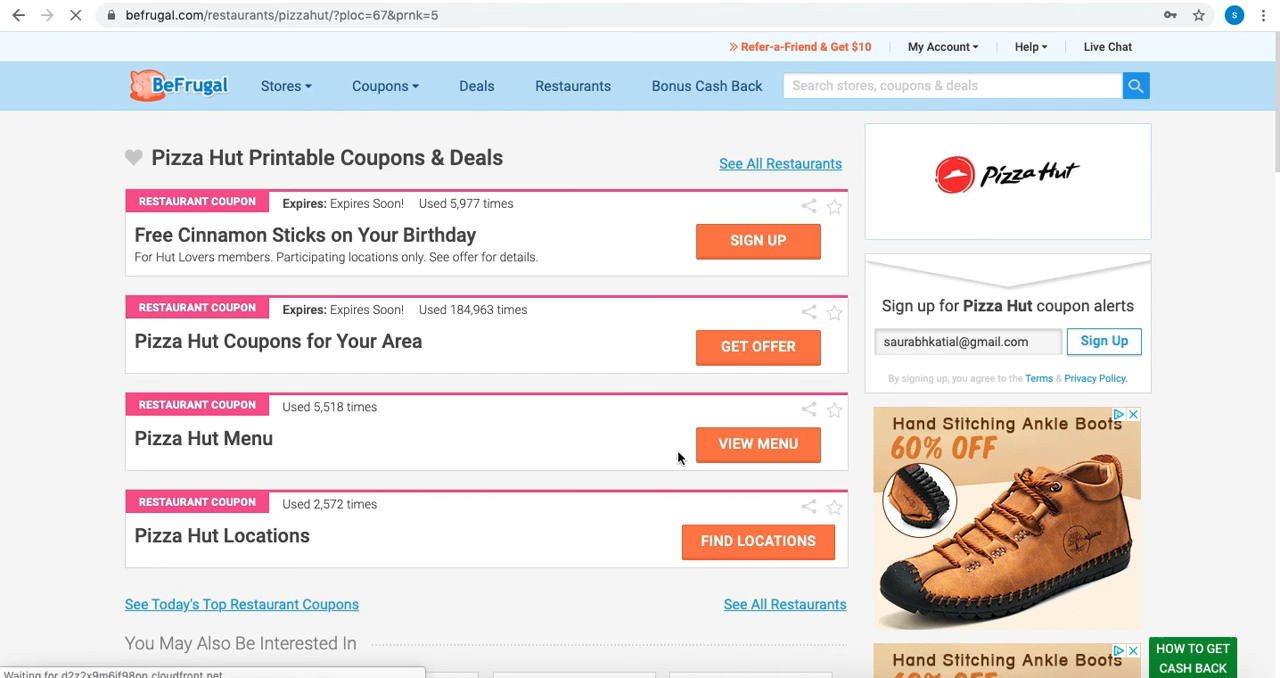 befrugal.com/restaurants/pizzahut/?ploc=67&prnk=5
S
Refer-a-Friend & Get $10
My Account
Help
Live Chat
BeFrugal
Stores
Coupons
Deals
Restaurants
Bonus Cash Back
Search stores, coupons & deals
Pizza Hut Printable Coupons & Deals
See All Restaurants
RESTAURANT COUPON
Expires: Expires Soon!
Used 5,977 times
Free Cinnamon Sticks on Your Birthday
SIGN UP
For Hut Lovers members. Participating locations only. See offer for details.
RESTAURANT COUPON
Expires: Expires Soon!
Used 184,963 times
Pizza Hut Coupons for Your Area
GET OFFER
RESTAURANT COUPON
Used 5,518 times
Pizza Hut Menu
VIEW MENU
RESTAURANT COUPON
Used 2,572 times
Pizza Hut Locations
FIND LOCATIONS
See Today's Top Restaurant Coupons
See All Restaurants
You May Also Be Interested In
Pizza Hut
Sign up for Pizza Hut coupon alerts
saurabhkatial@gmail.com
Sign Up
By signing up, you agree to the Terms & Privacy Policy.
Hand Stitching Ankle Boots
60% OFF
Hand Stitching Ankle Boots
HOW TO GET
CASH BACK
Waiting for d2z2x9m6if98op.cloudfront.net